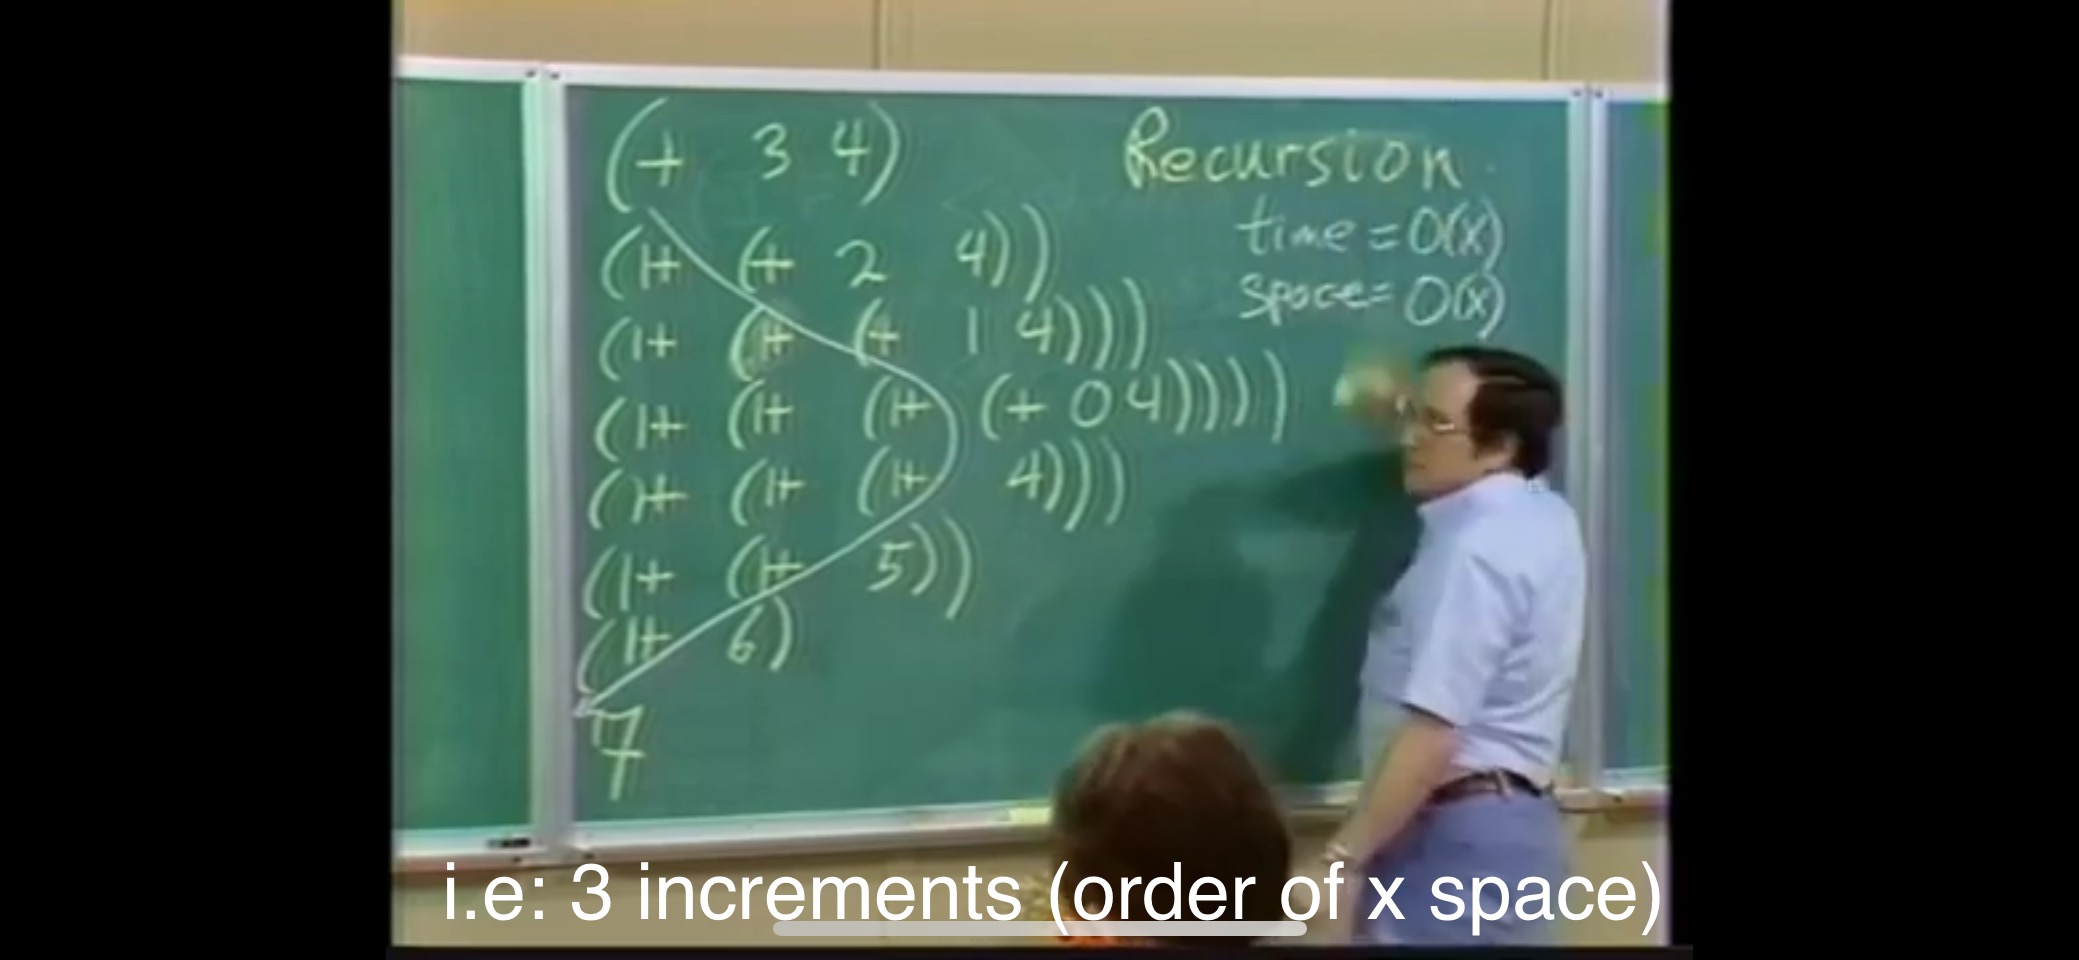 (+ 3 4)
(1+ (+ 2 4))
(1+ (1+ (+ 1 4)))
(1+ (1+ (1+ (+ 0 4))))
(1+ (1+ (1+ 4)))
(1+ (1+ 5))
(1+ 6)
7
Recursion
time = O(x)
space = O(x)
i.e: 3 increments (order of x space)